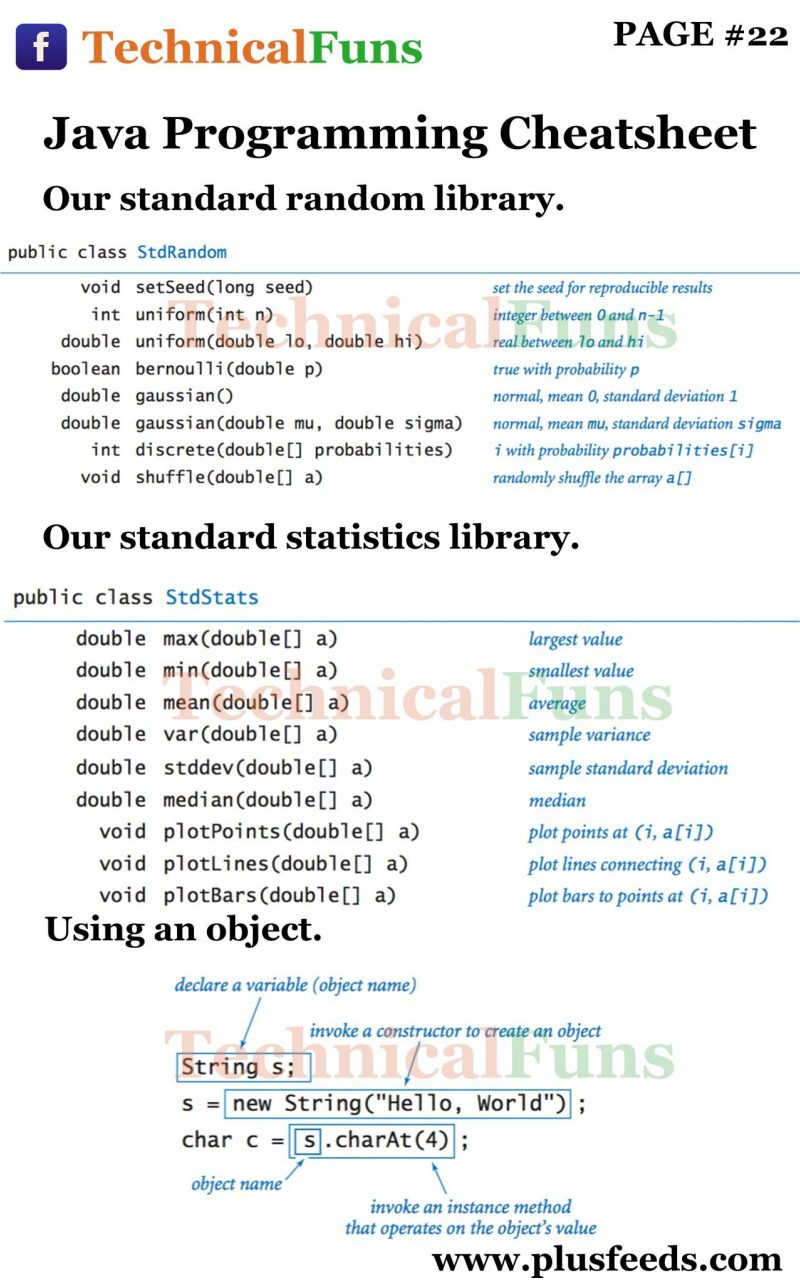 f TechnicalFuns
PAGE #22
Java Programming Cheatsheet
Our standard random library.
public class StdRandom
void setSeed(long seed) set the seed for reproducible results
int uniform(int n) integer between 0 and n-1
double uniform(double lo, double hi) real between lo and hi
boolean bernoulli(double p) true with probability p
double gaussian() normal, mean 0, standard deviation 1
double gaussian(double mu, double sigma) normal, mean mu, standard deviation sigma
int discrete(double[] probabilities) i with probability probabilities[i]
void shuffle(double[] a) randomly shuffle the array a[]
TechnicalFuns
Our standard statistics library.
public class StdStats
double max(double[] a) largest value
double min(double[] a) smallest value
double mean(double[] a) average
double var(double[] a) sample variance
double stddev(double[] a) sample standard deviation
double median(double[] a) median
void plotPoints(double[] a) plot points at (i, a[i])
void plotLines(double[] a) plot lines connecting (i, a[i])
void plotBars(double[] a) plot bars to points at (i, a[i])
TechnicalFuns
Using an object.
declare a variable (object name)
invoke a constructor to create an object
TechnicalFuns
String s;
s = new String("Hello, World");
char c = s.charAt(4);
object name
invoke an instance method
that operates on the object's value
www.plusfeeds.com